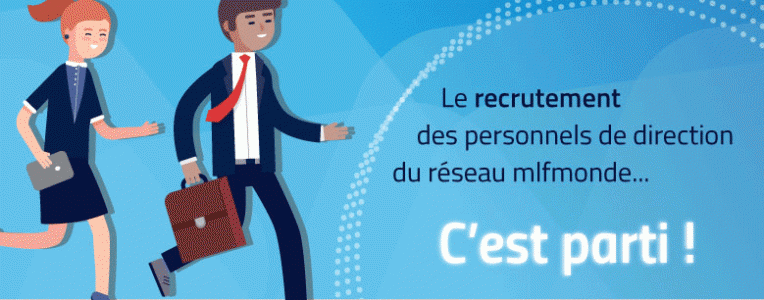 Le recrutement
des personnels de direction
du réseau mlfmonde...
C'est parti !